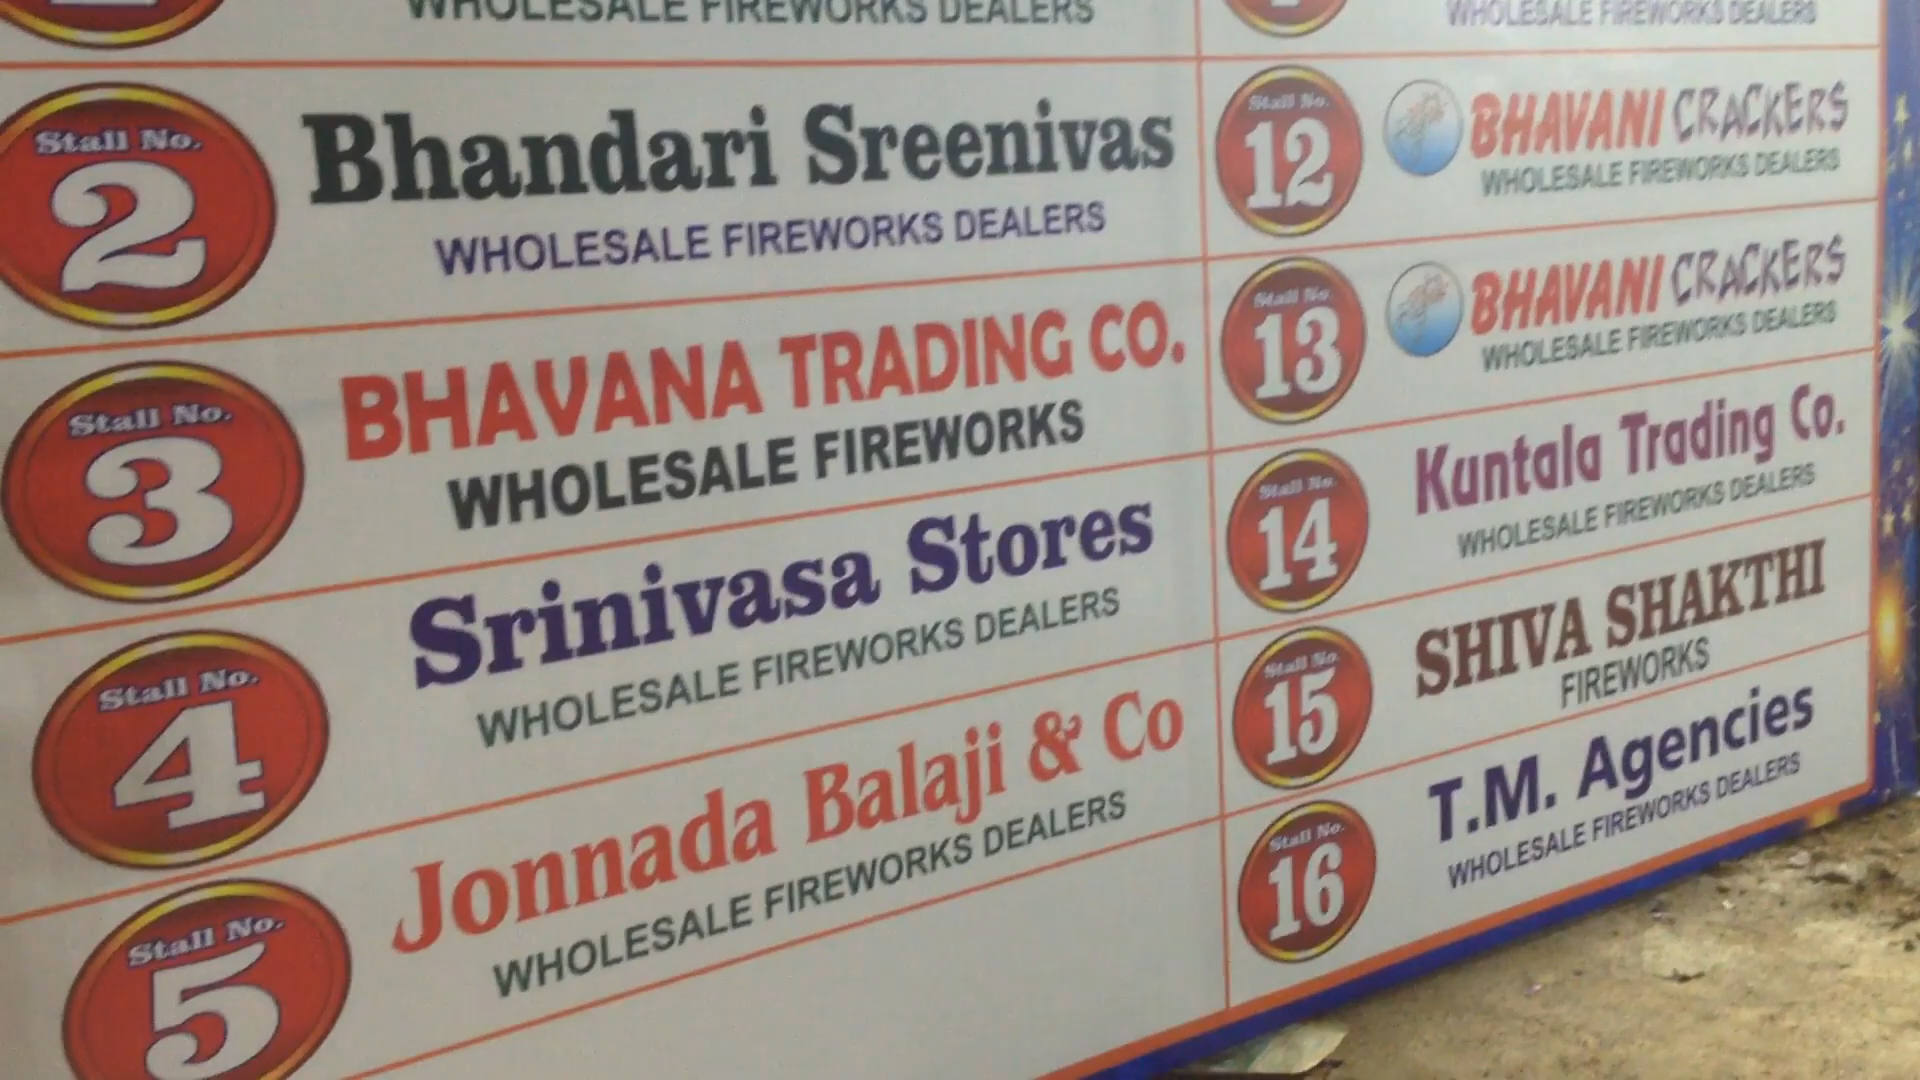 WHOLESALE FIREWORKS DEALERS
Stall No.
2
Bhandari Sreenivas
WHOLESALE FIREWORKS DEALERS
Stall No.
3
BHAVANA TRADING CO.
WHOLESALE FIREWORKS
Stall No.
4
Srinivasa Stores
WHOLESALE FIREWORKS DEALERS
Stall No.
5
Jonnada Balaji & Co
WHOLESALE FIREWORKS DEALERS
WHOLESALE FIREWORKS DEALERS
Stall No.
12
BHAVANI CRACKERS
WHOLESALE FIREWORKS DEALERS
Stall No.
13
BHAVANI CRACKERS
WHOLESALE FIREWORKS DEALERS
Stall No.
14
Kuntala Trading Co.
WHOLESALE FIREWORKS DEALERS
Stall No.
15
SHIVA SHAKTHI
FIREWORKS
Stall No.
16
T.M. Agencies
WHOLESALE FIREWORKS DEALERS